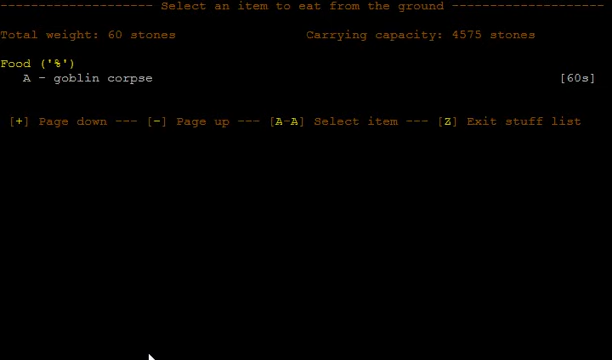 -------------------- Select an item to eat from the ground --------------------
Total weight: 60 stones Carrying capacity: 4575 stones
Food ('%')
A - goblin corpse [60s]
[+] Page down --- [-] Page up --- [A-A] Select item --- [Z] Exit stuff list